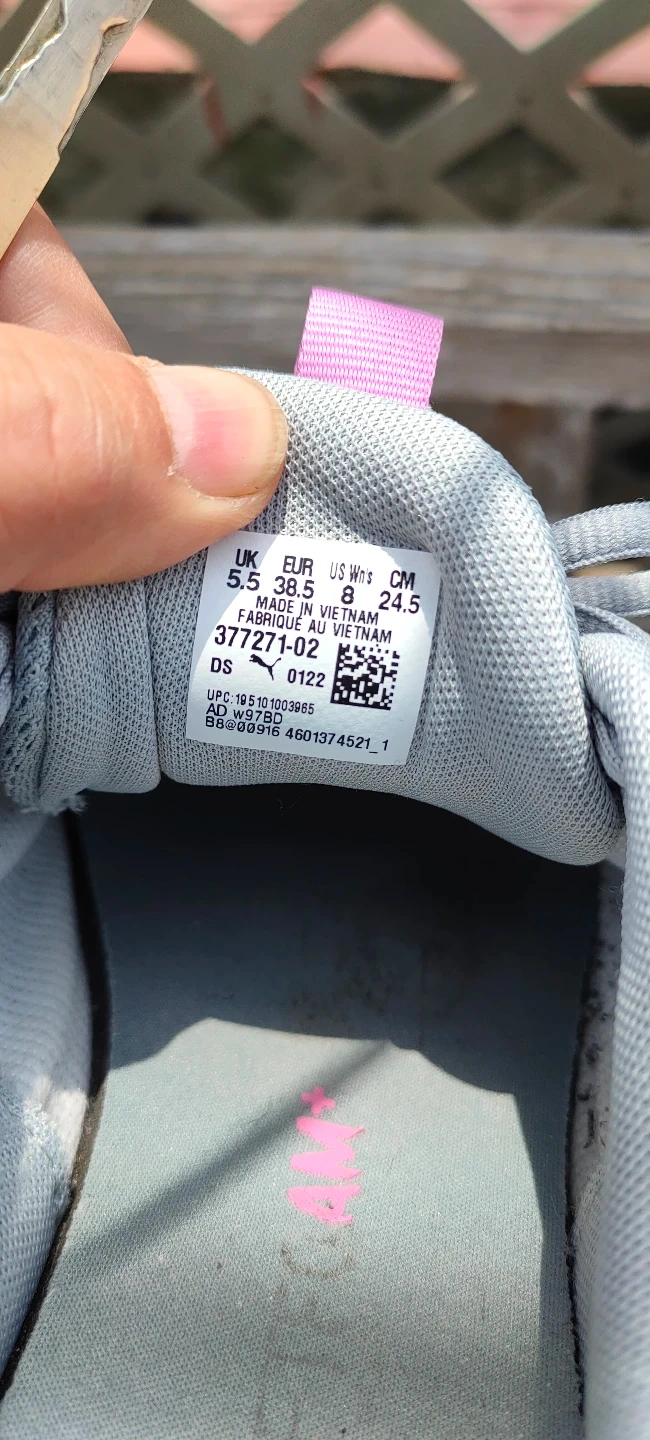 UK EUR US Wn's CM
5.5 38.5 8 24.5
MADE IN VIETNAM
FABRIQUÉ AU VIETNAM
377271-02
DS 0122
UPC:195101003965
AD w97BD
B8@00916 4601374521_1
AM+